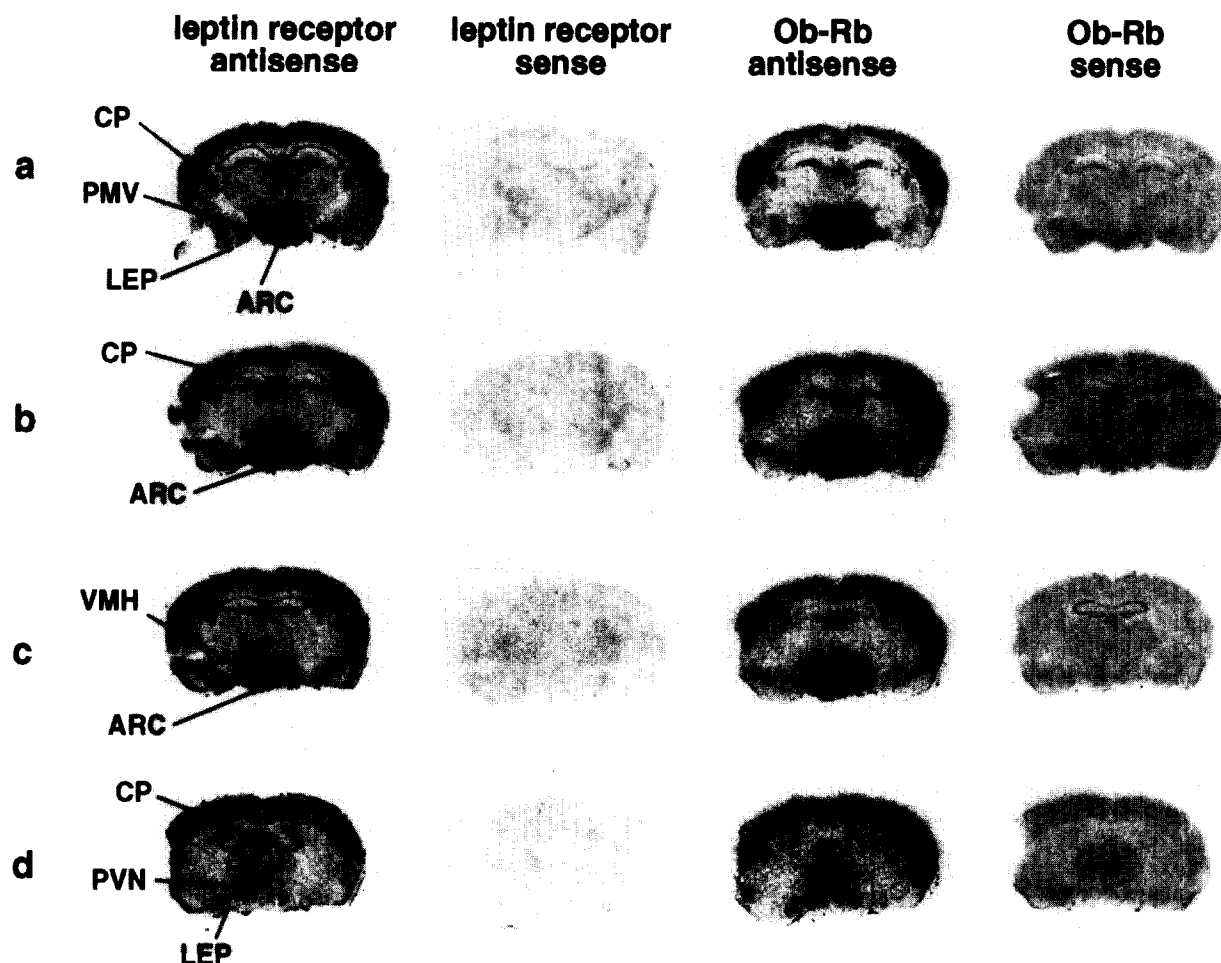 leptin receptor
antisense
leptin receptor
sense
Ob-Rb
antisense
Ob-Rb
sense
a
CP
PMV
LEP
ARC
b
CP
ARC
c
VMH
ARC
d
CP
PVN
LEP